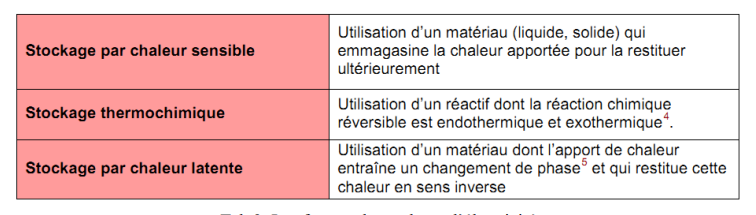 Stockage par chaleur sensible
Utilisation d'un matériau (liquide, solide) qui
emmagasine la chaleur apportée pour la restituer
ultérieurement
Stockage thermochimique
Utilisation d'un réactif dont la réaction chimique
réversible est endothermique et exothermique⁴.
Stockage par chaleur latente
Utilisation d'un matériau dont l'apport de chaleur
entraîne un changement de phase⁵ et qui restitue cette
chaleur en sens inverse